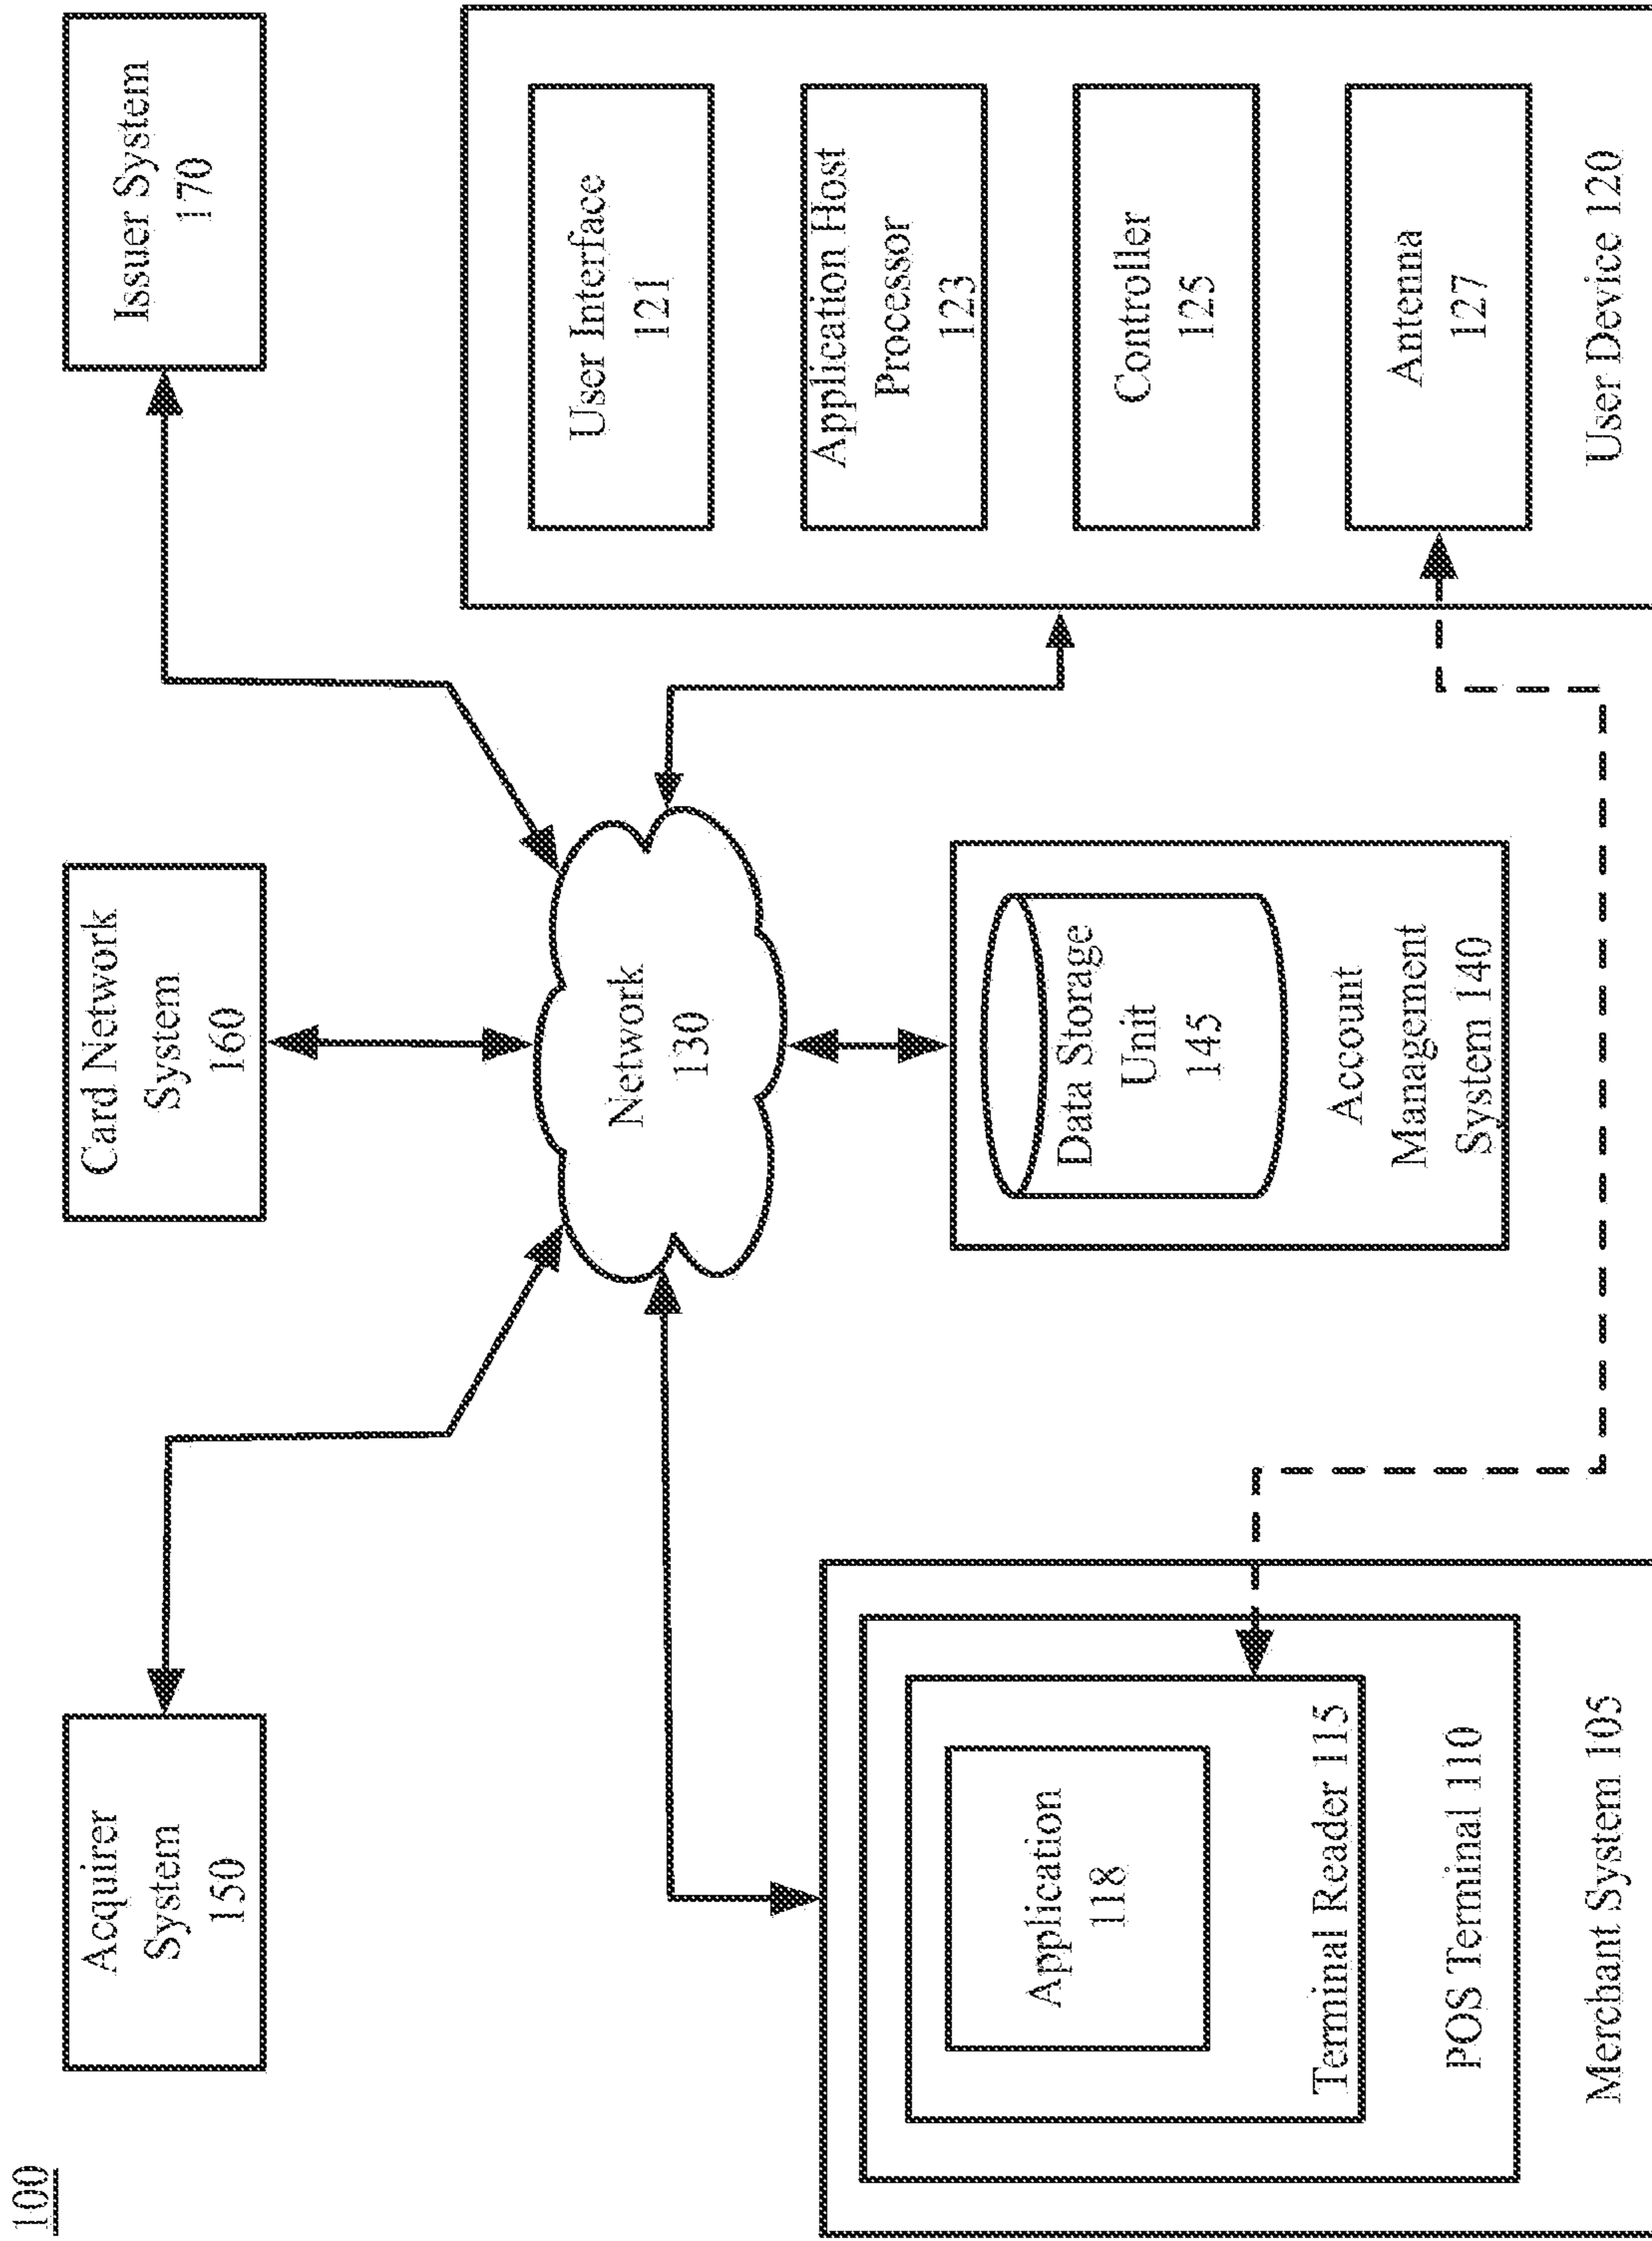 100
Acquirer
System
150
Card Network
System
160
Issuer System
170
Network
130
Application
118
Terminal Reader 115
POS Terminal 110
Merchant System 105
Data Storage
Unit
145
Account
Management
System 140
User Interface
121
Application Host
Processor
123
Controller
125
Antenna
127
User Device 120